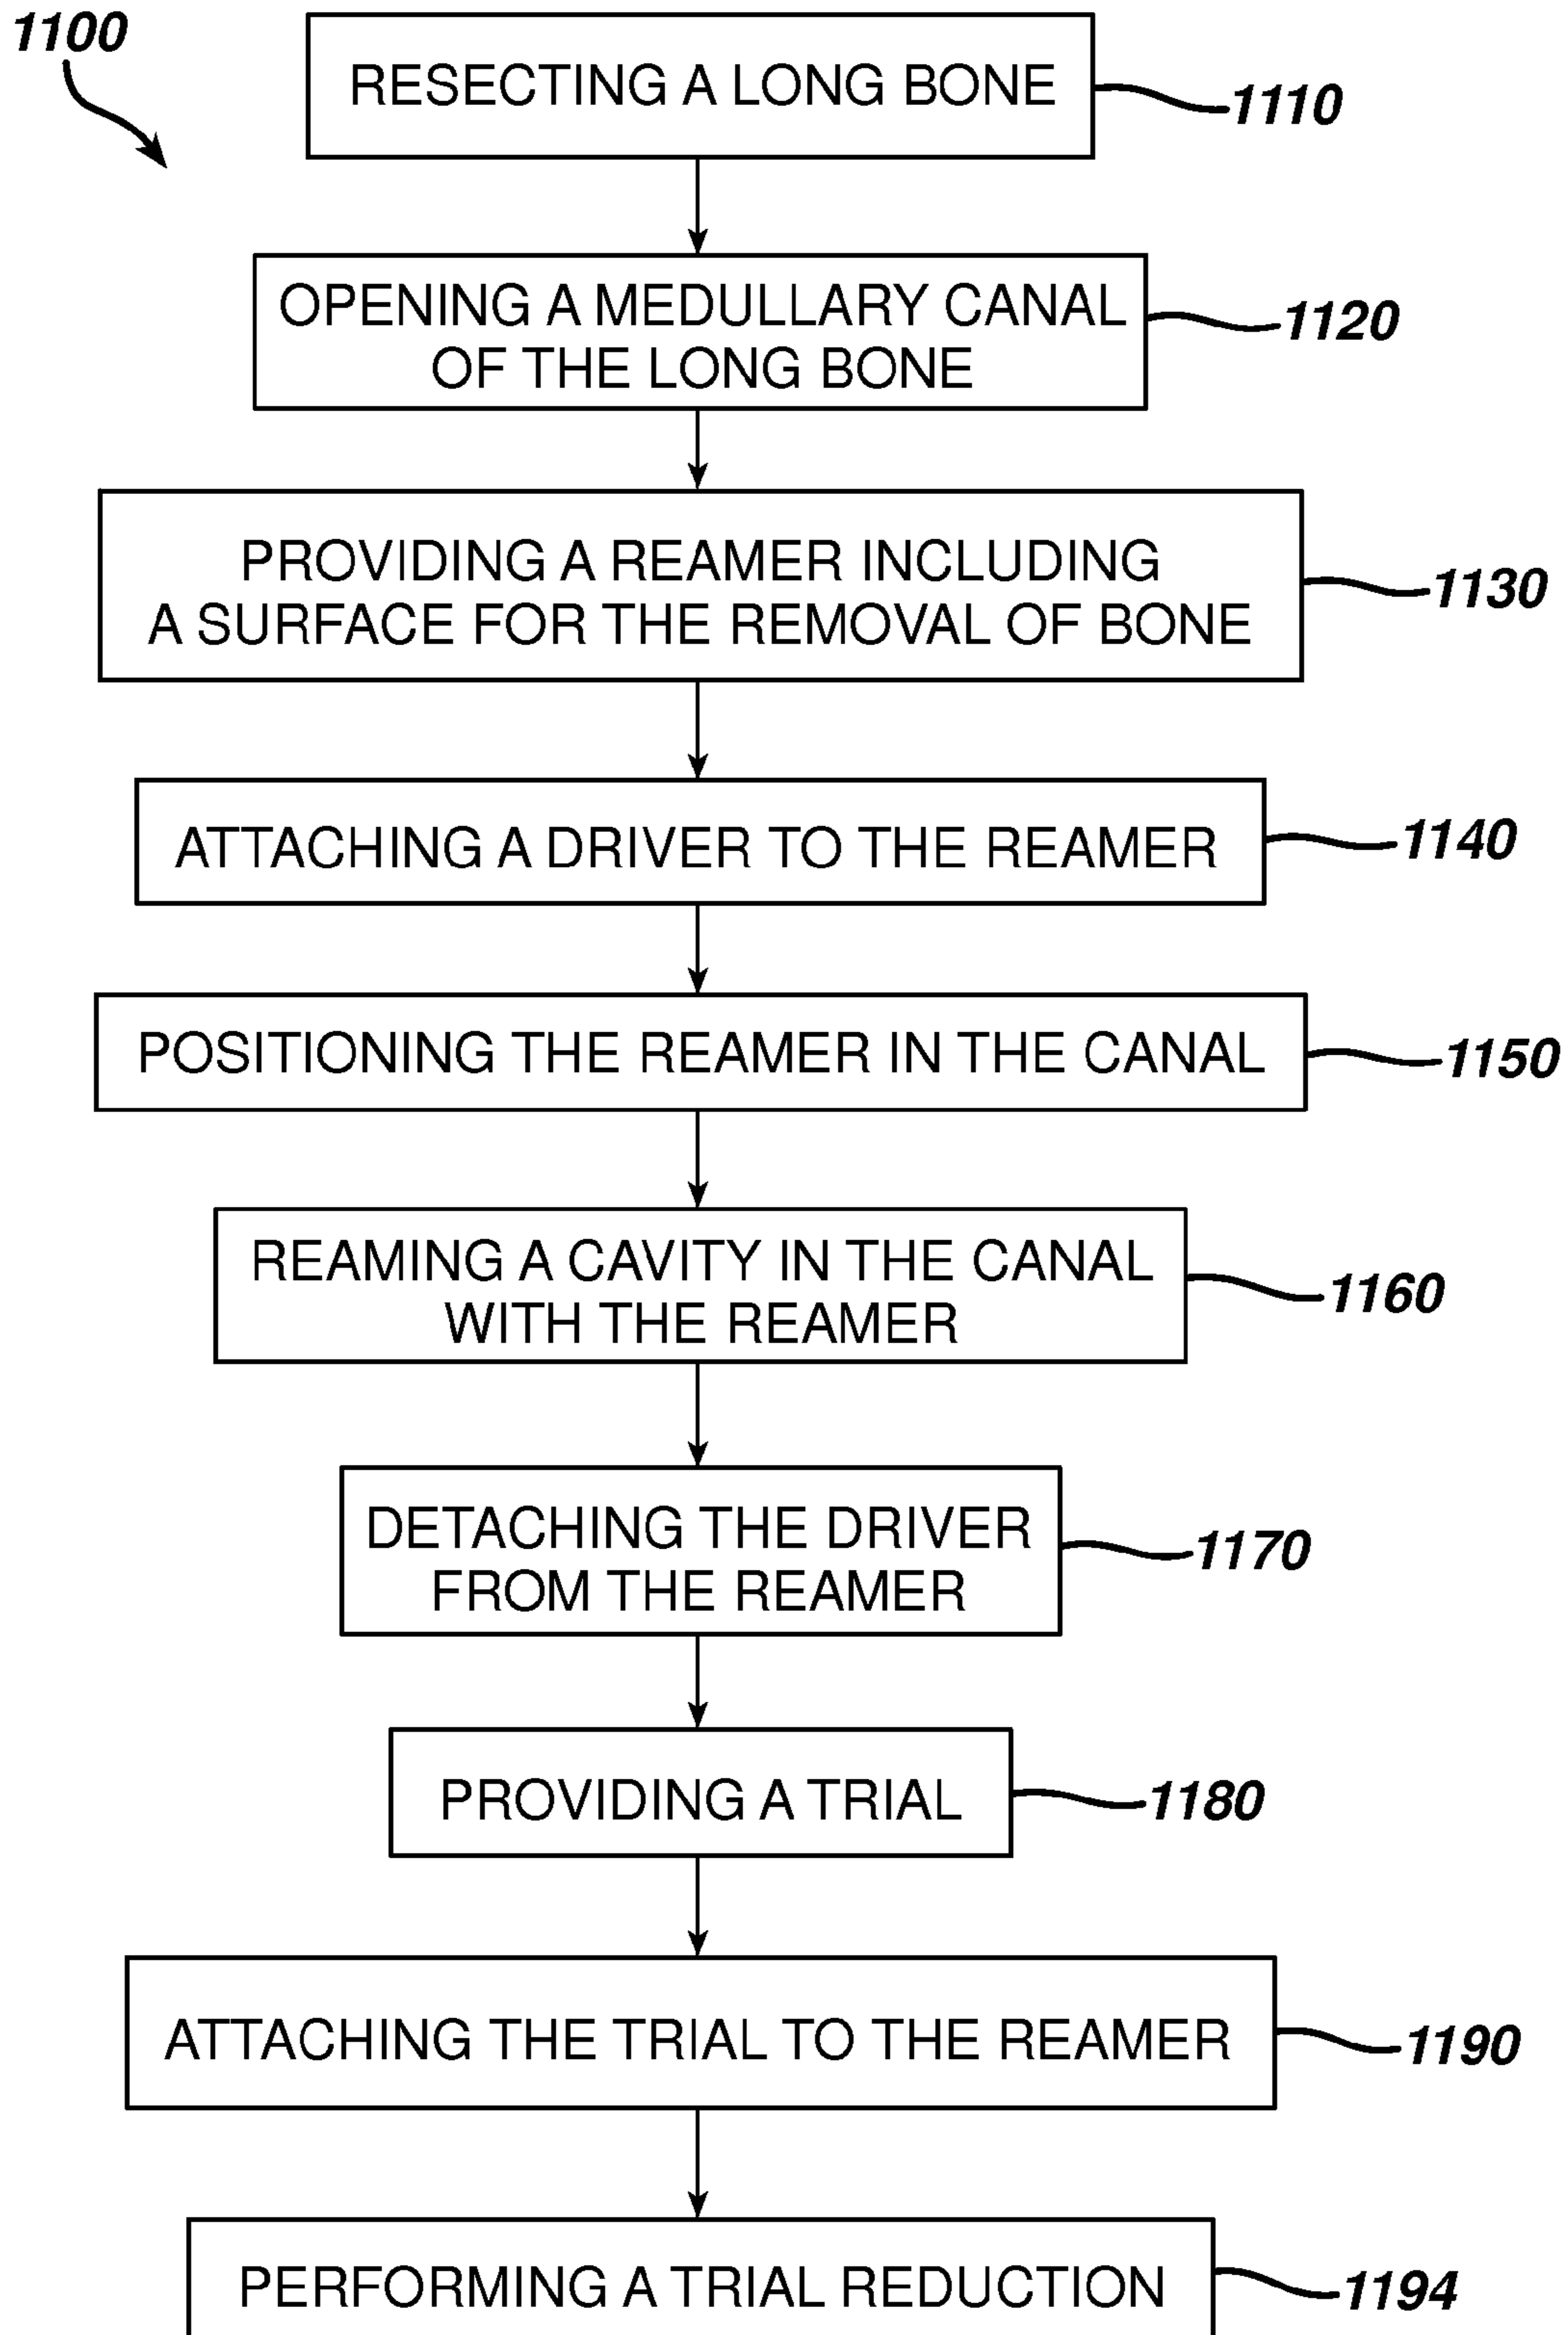 1100
RESECTING A LONG BONE
1110
OPENING A MEDULLARY CANAL
OF THE LONG BONE
1120
PROVIDING A REAMER INCLUDING
A SURFACE FOR THE REMOVAL OF BONE
1130
ATTACHING A DRIVER TO THE REAMER
1140
POSITIONING THE REAMER IN THE CANAL
1150
REAMING A CAVITY IN THE CANAL
WITH THE REAMER
1160
DETACHING THE DRIVER
FROM THE REAMER
1170
PROVIDING A TRIAL
1180
ATTACHING THE TRIAL TO THE REAMER
1190
PERFORMING A TRIAL REDUCTION
1194